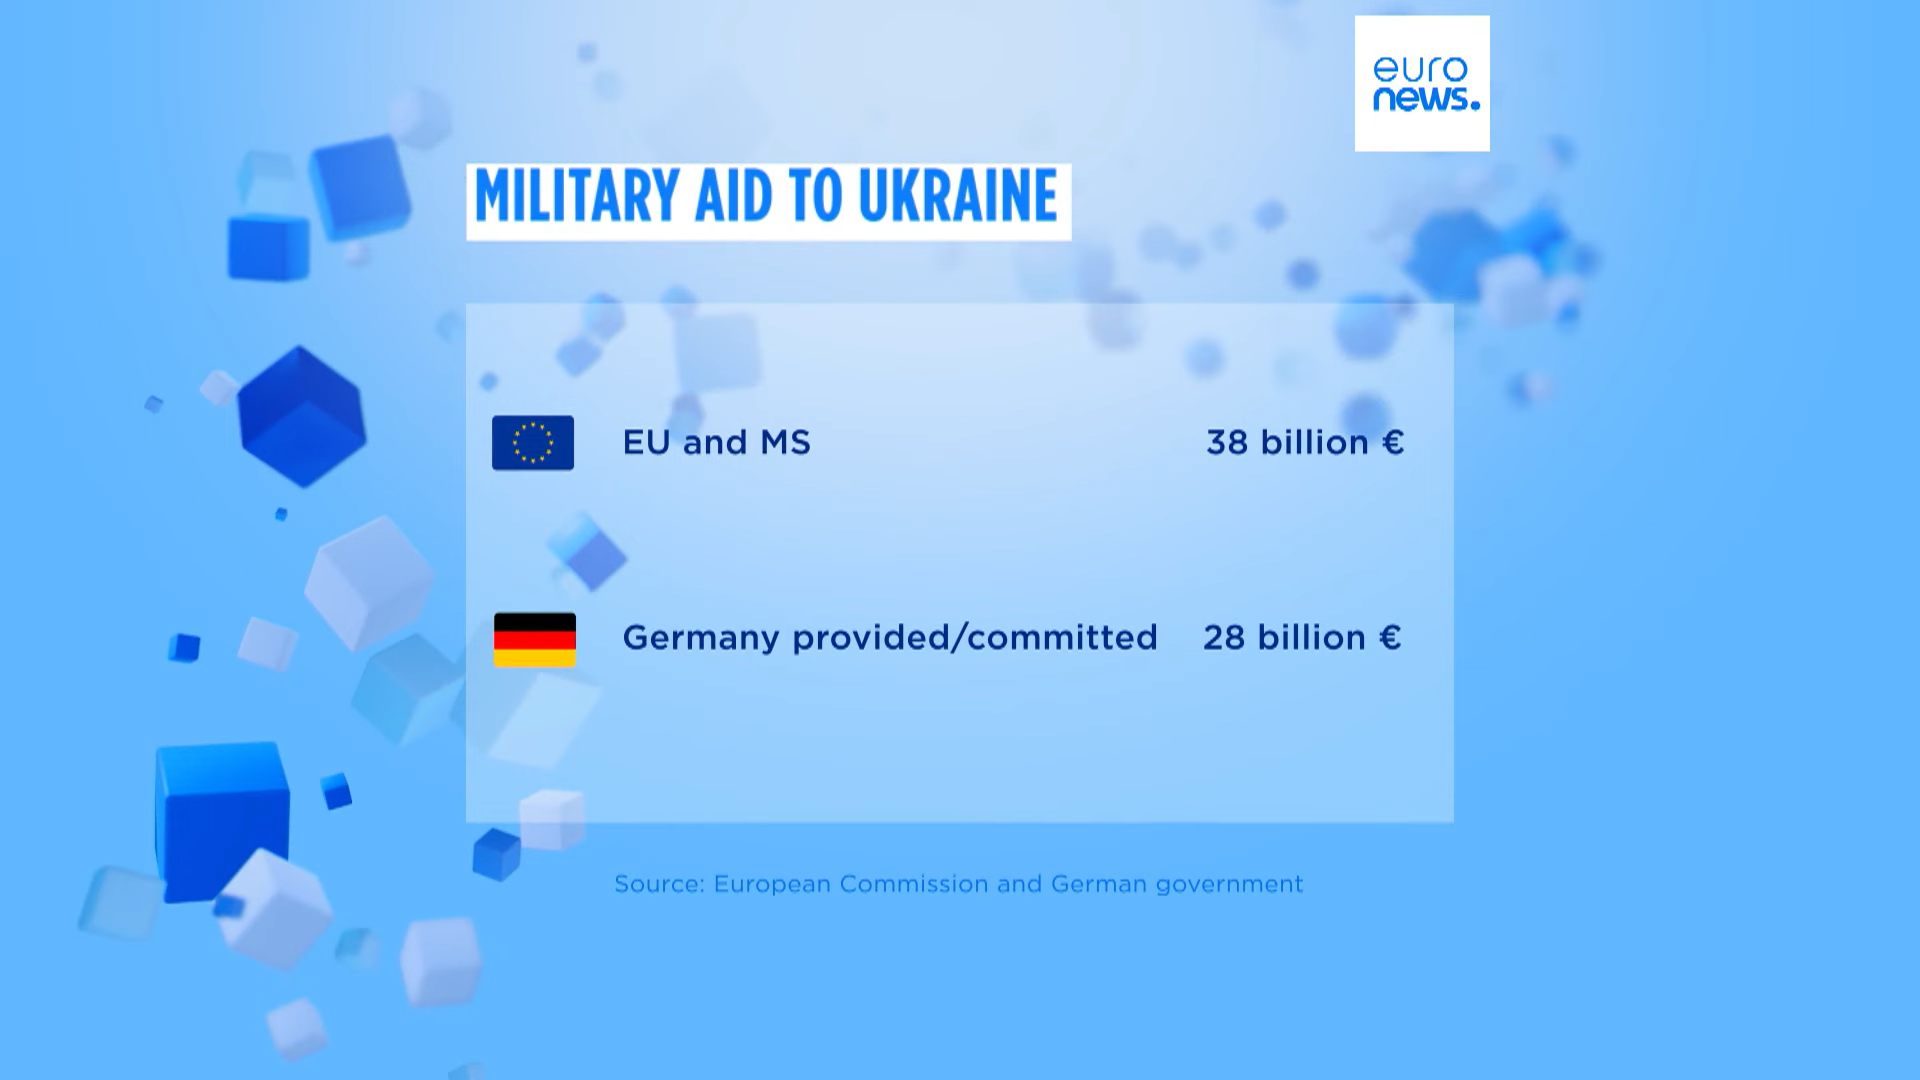 euro
news.
MILITARY AID TO UKRAINE
EU and MS 38 billion €
Germany provided/committed 28 billion €
Source: European Commission and German government